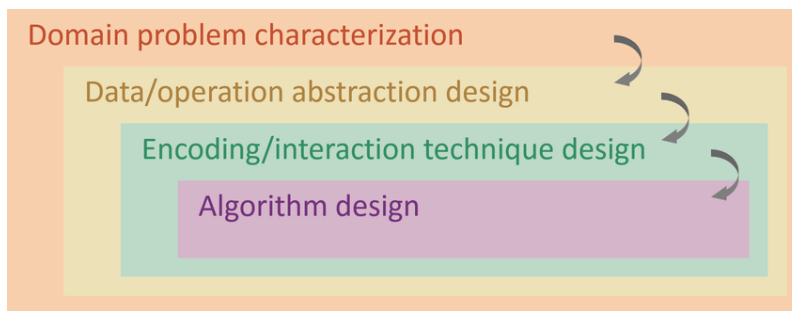 Domain problem characterization
Data/operation abstraction design
Encoding/interaction technique design
Algorithm design